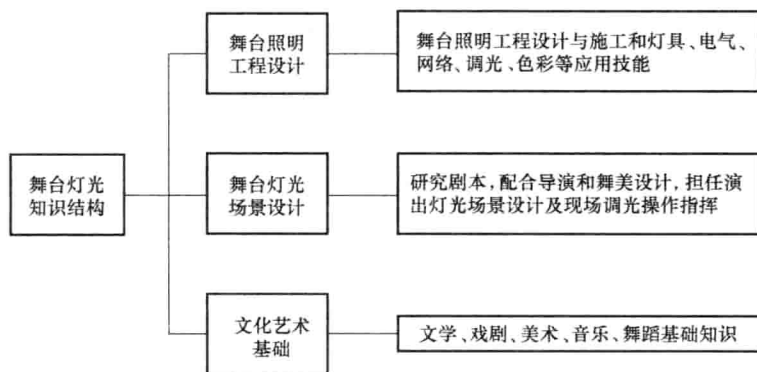 舞台照明
工程设计
舞台照明工程设计与施工和灯具、电气、
网络、调光、色彩等应用技能
舞台灯光
知识结构
舞台灯光
场景设计
研究剧本,配合导演和舞美设计,担任演
出灯光场景设计及现场调光操作指挥
文化艺术
基础
文学、戏剧、美术、音乐、舞蹈基础知识